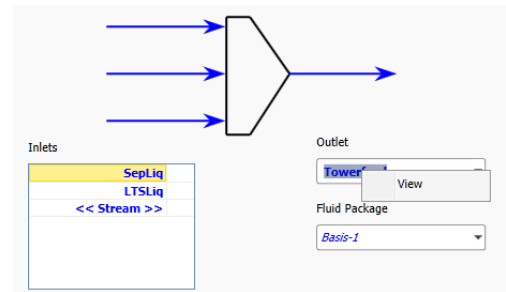 Inlets
SepLiq
LTSLiq
<< Stream >>
Outlet
View
Fluid Package
Basis-1